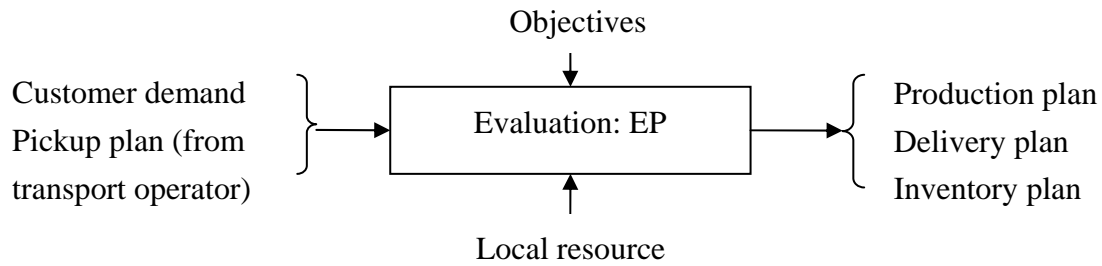 Objectives
Customer demand
Pickup plan (from
transport operator)
Evaluation: EP
Production plan
Delivery plan
Inventory plan
Local resource